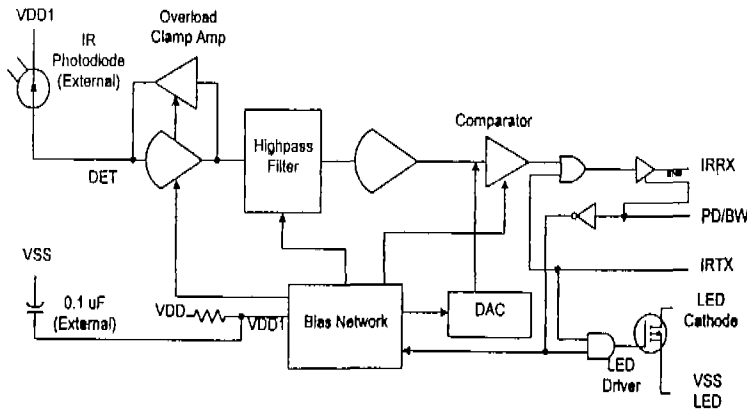 VDD1
Overload
Clamp Amp
IR
Photodiode
(External)
DET
Highpass
Filter
Comparator
IRRX
PD/BW
IRTX
VSS
0.1 uF
(External)
VDD
VDD1
Bias Network
DAC
LED
Cathode
LED
Driver
VSS
LED